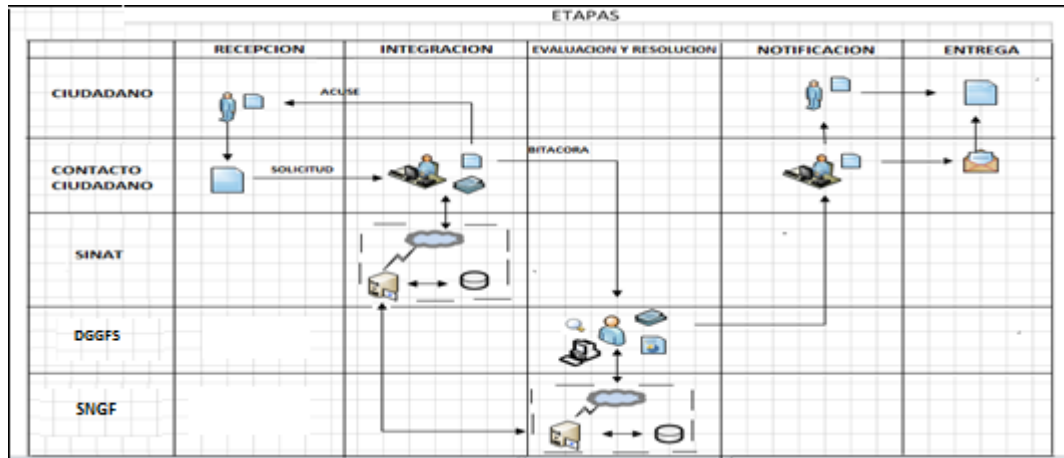 ETAPAS
RECEPCION INTEGRACION EVALUACION Y RESOLUCION NOTIFICACION ENTREGA
CIUDADANO
ACUSE
CONTACTO
CIUDADANO
SOLICITUD
BITACORA
SINAT
DGGFS
SNGF